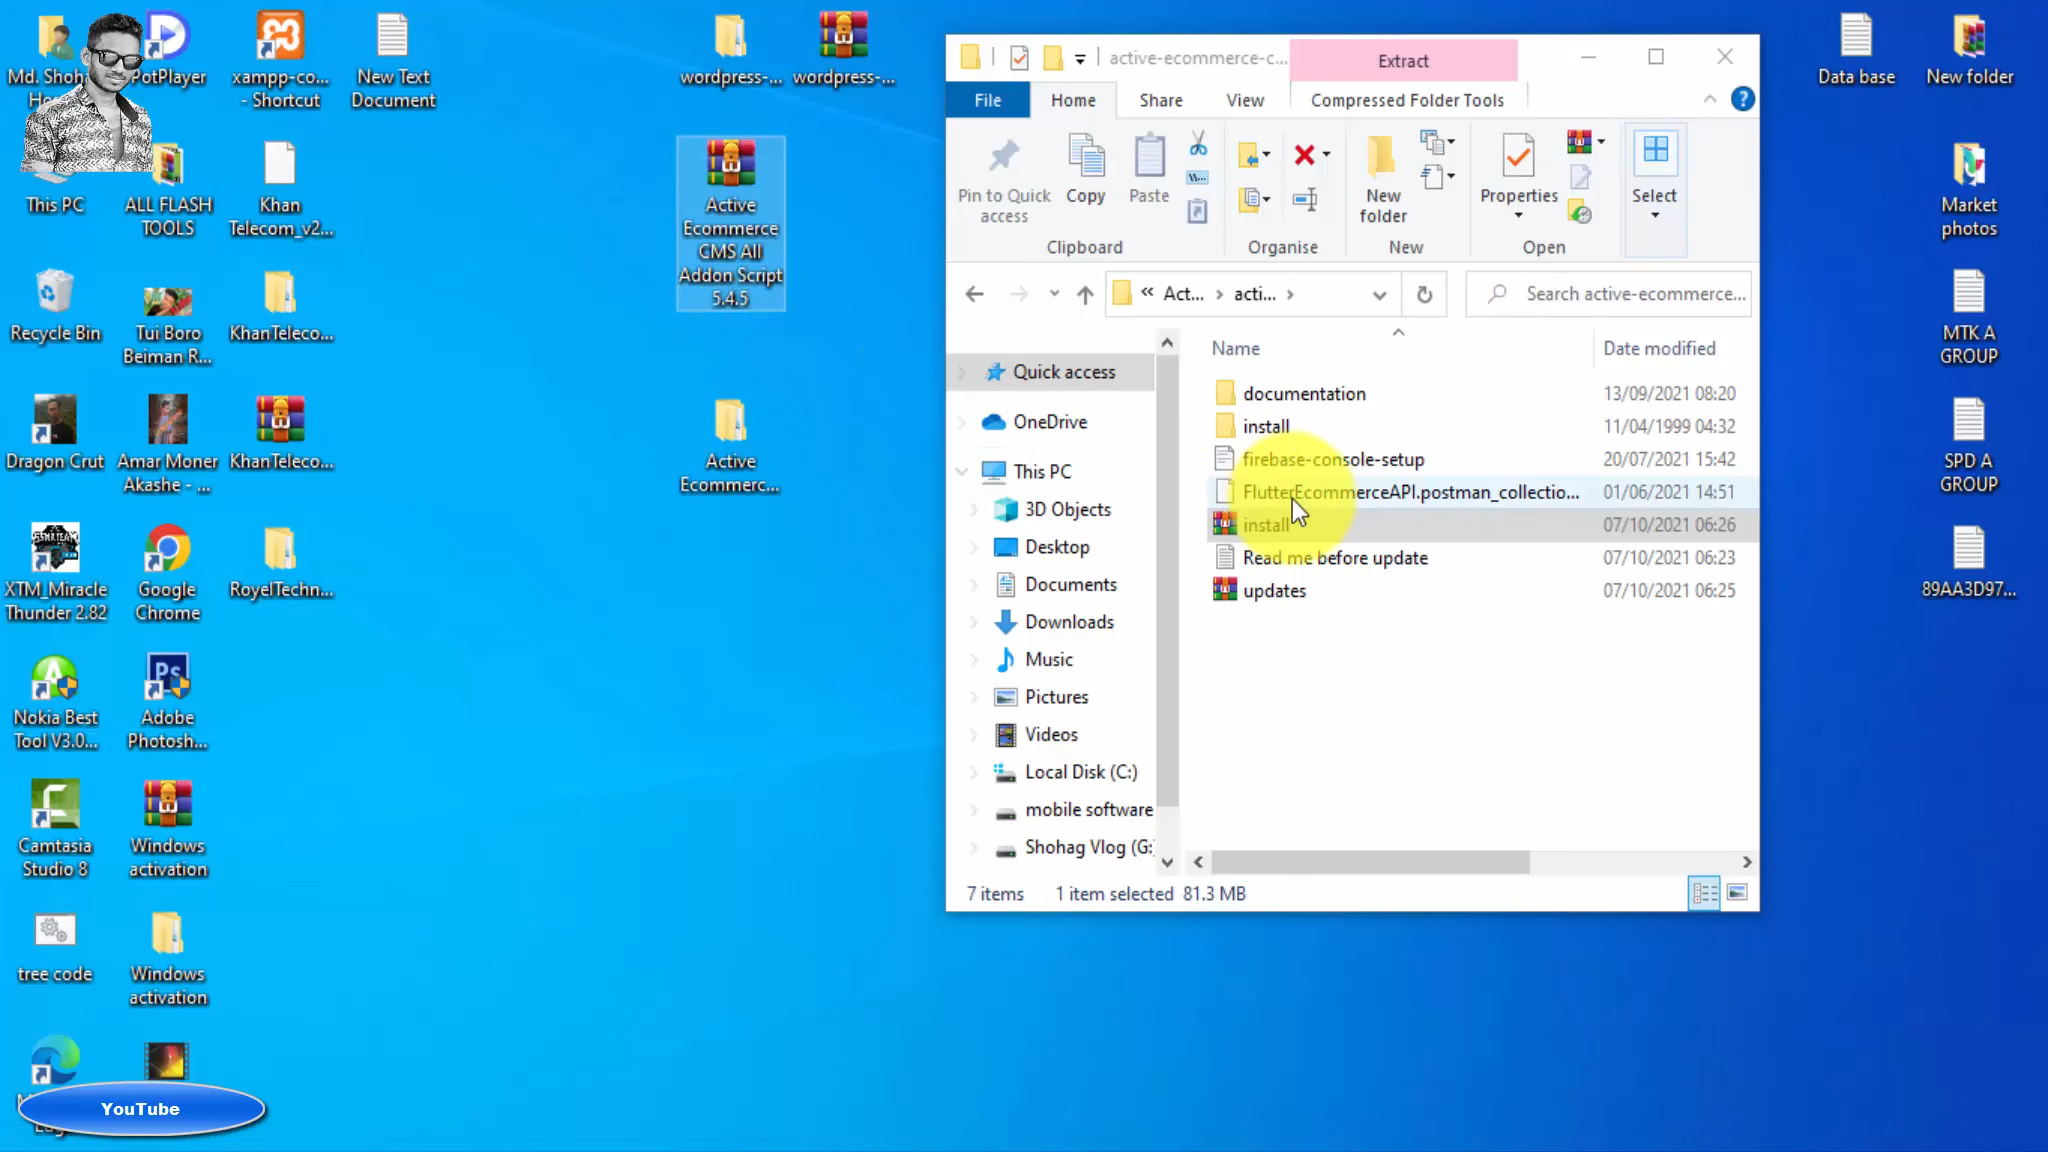 Md. Shoh
Ho
PotPlayer
xampp-co...
- Shortcut
New Text
Document
wordpress-...
wordpress-...
Data base
New folder
This PC
ALL FLASH
TOOLS
Khan
Telecom_v2...
Active
Ecommerce
CMS All
Addon Script
5.4.5
Market
photos
Recycle Bin
Tui Boro
Beiman R...
KhanTeleco...
MTK A
GROUP
Dragon Crut
Amar Moner
Akashe - ...
KhanTeleco...
Active
Ecommerc...
SPD A
GROUP
XTM_Miracle
Thunder 2.82
Google
Chrome
RoyelTechn...
89AA3D97...
Nokia Best
Tool V3.0...
Adobe
Photosh...
Camtasia
Studio 8
Windows
activation
tree code
Windows
activation
YouTube
active-ecommerce-c...
Extract
File
Home
Share
View
Compressed Folder Tools
Pin to Quick
access
Copy
Paste
New
folder
Properties
Select
Clipboard
Organise
New
Open
« Act... › acti... ›
Search active-ecommerce...
Name
Date modified
Quick access
OneDrive
This PC
3D Objects
Desktop
Documents
Downloads
Music
Pictures
Videos
Local Disk (C:)
mobile software
Shohag Vlog (G:)
documentation 13/09/2021 08:20
install 11/04/1999 04:32
firebase-console-setup 20/07/2021 15:42
FlutterEcommerceAPI.postman_collectio... 01/06/2021 14:51
install 07/10/2021 06:26
Read me before update 07/10/2021 06:23
updates 07/10/2021 06:25
7 items 1 item selected 81.3 MB